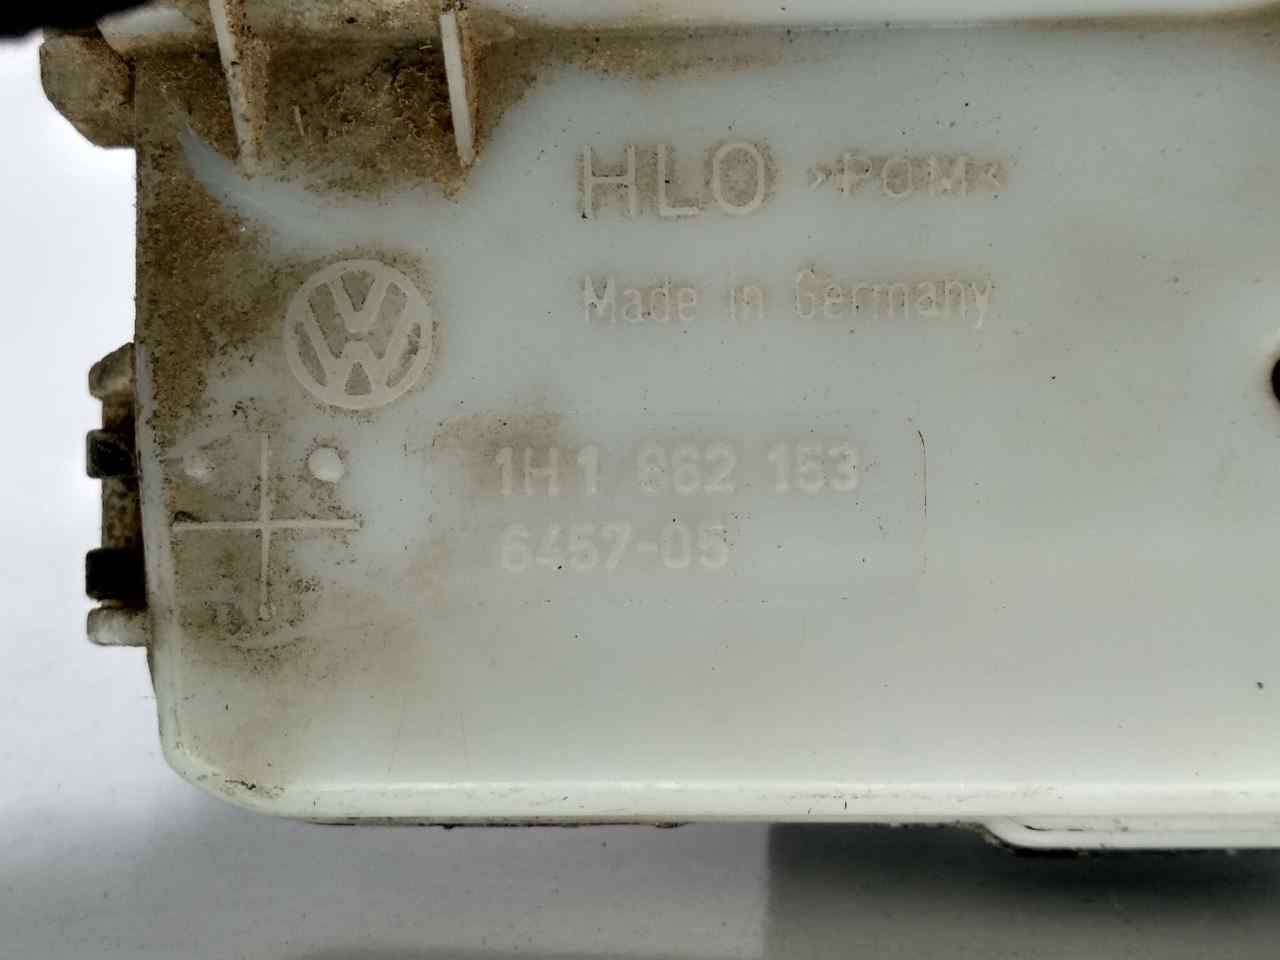 HLO >POM<
Made in Germany
1H1 862 153
6457-05